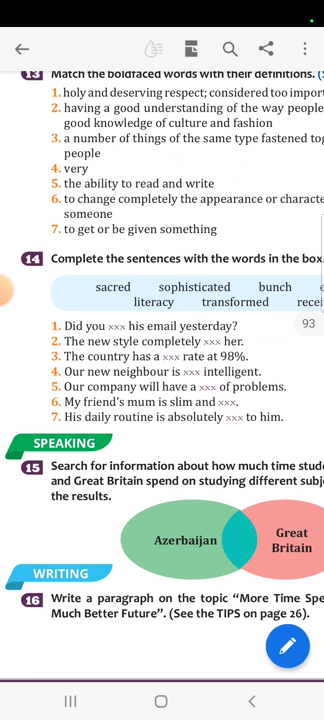 13 Match the boldfaced words with their definitions.
1. holy and deserving respect; considered too
2. having a good understanding of the way people
good knowledge of culture and fashion
3. a number of things of the same type fastened
people
4. very
5. the ability to read and write
6. to change completely the appearance or
someone
7. to get or be given something
14 Complete the sentences with the words in the box.
sacred sophisticated bunch
literacy transformed
93
1. Did you xxx his email yesterday?
2. The new style completely xxx her.
3. The country has a xxx rate at 98%.
4. Our new neighbour is xxx intelligent.
5. Our company will have a xxx of problems.
6. My friend's mum is slim and xxx.
7. His daily routine is absolutely xxx to him.
SPEAKING
15 Search for information about how much time
and Great Britain spend on studying different
the results.
Azerbaijan
Great
Britain
WRITING
16 Write a paragraph on the topic “More Time
Much Better Future”. (See the TIPS on page 26).